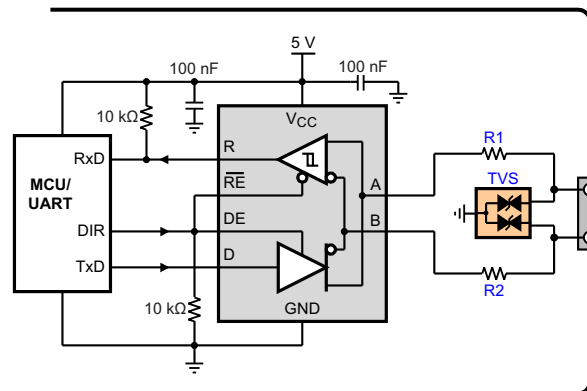 5 V
100 nF
100 nF
10 kΩ
VCC
R1
RxD
R
TVS
MCU/
UART
RE
A
DIR
DE
B
TxD
D
10 kΩ
GND
R2